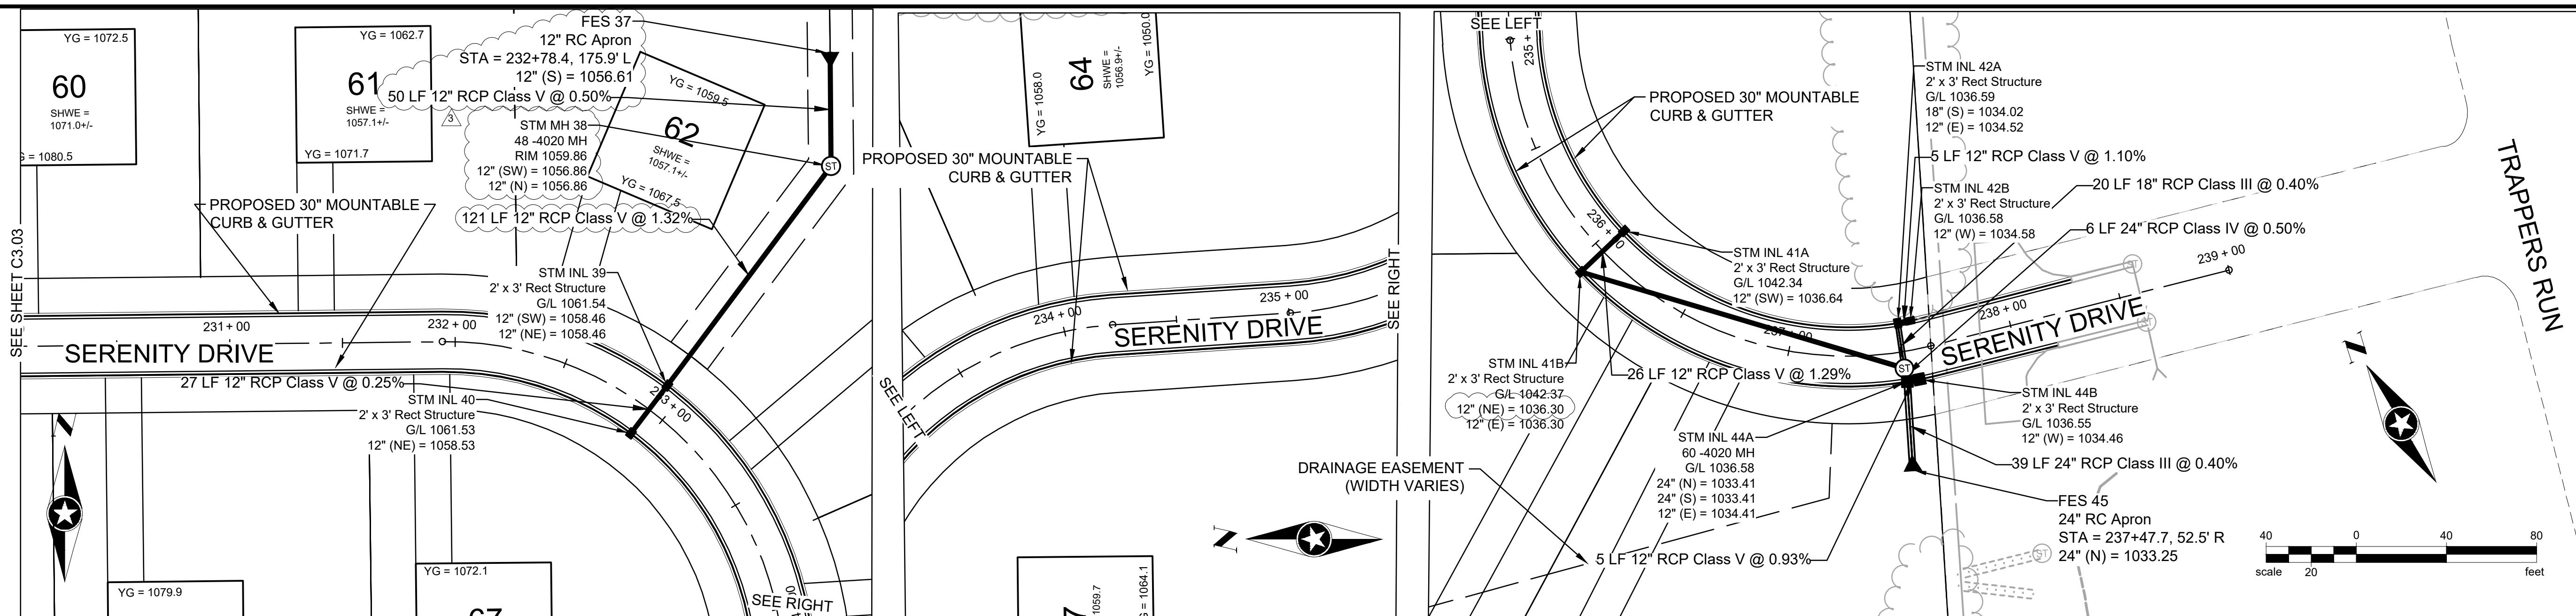 YG = 1072.5
60
SHWE =
1071.0+/-
G = 1080.5
YG = 1062.7
61
SHWE =
1057.1+/-
YG = 1071.7
FES 37
12" RC Apron
STA = 232+78.4, 175.9' L
12" (S) = 1056.61
50 LF 12" RCP Class V @ 0.50%
3
STM MH 38
48 -4020 MH
RIM 1059.86
12" (SW) = 1056.86
12" (N) = 1056.86
YG = 1059.5
62
SHWE =
1057.1+/-
YG = 1067.5
121 LF 12" RCP Class V @ 1.32%
ST
PROPOSED 30" MOUNTABLE
CURB & GUTTER
SEE SHEET C3.03
STM INL 39
2' x 3' Rect Structure
G/L 1061.54
12" (SW) = 1058.46
12" (NE) = 1058.46
231+00
232+00
SERENITY DRIVE
27 LF 12" RCP Class V @ 0.25%
233+00
STM INL 40
2' x 3' Rect Structure
G/L 1061.53
12" (NE) = 1058.53
N
YG = 1079.9
YG = 1072.1
67
SEE RIGHT
00
YG = 1058.0
64
SHWE =
1056.9+/-
YG = 1050.0
PROPOSED 30" MOUNTABLE
CURB & GUTTER
234+00
235+00
SERENITY DRIVE
SEE LEFT
SEE RIGHT
N
1059.7
G = 1064.1
SEE LEFT
235 +
PROPOSED 30" MOUNTABLE
CURB & GUTTER
236+00
STM INL 41A
2' x 3' Rect Structure
G/L 1042.34
12" (SW) = 1036.64
STM INL 42A
2' x 3' Rect Structure
G/L 1036.59
18" (S) = 1034.02
12" (E) = 1034.52
5 LF 12" RCP Class V @ 1.10%
STM INL 42B
2' x 3' Rect Structure
G/L 1036.58
12" (W) = 1034.58
20 LF 18" RCP Class III @ 0.40%
6 LF 24" RCP Class IV @ 0.50%
TRAPPERS RUN
239+00
ST
238+00
SERENITY DRIVE
ST
237+00
ST
STM INL 41B
2' x 3' Rect Structure
G/L 1042.37
12" (NE) = 1036.30
12" (E) = 1036.30
26 LF 12" RCP Class V @ 1.29%
STM INL 44A
60 -4020 MH
G/L 1036.58
24" (N) = 1033.41
24" (S) = 1033.41
12" (E) = 1034.41
STM INL 44B
2' x 3' Rect Structure
G/L 1036.55
12" (W) = 1034.46
39 LF 24" RCP Class III @ 0.40%
DRAINAGE EASEMENT
(WIDTH VARIES)
5 LF 12" RCP Class V @ 0.93%
FES 45
24" RC Apron
STA = 237+47.7, 52.5' R
24" (N) = 1033.25
ST
N
40
0
40
80
scale
20
feet